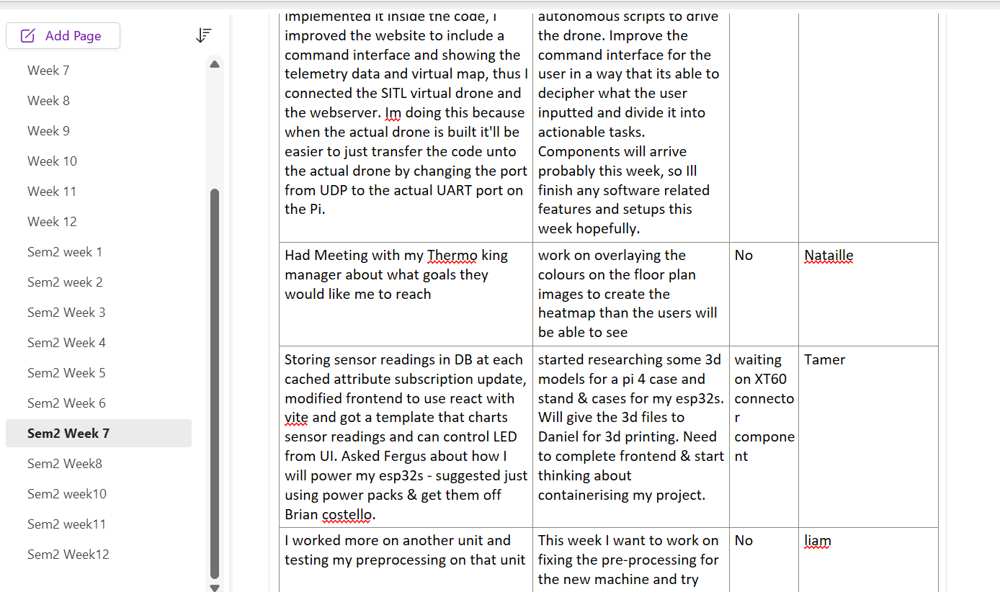 Add Page
Week 7
Week 8
Week 9
Week 10
Week 11
Week 12
Sem2 week 1
Sem2 week 2
Sem2 Week 3
Sem2 Week 4
Sem2 Week 5
Sem2 Week 6
Sem2 Week 7
Sem2 Week8
Sem2 week10
Sem2 week11
Sem2 Week12
implemented it inside the code, I
improved the website to include a
command interface and showing the
telemetry data and virtual map, thus I
connected the SITL virtual drone and
the webserver. Im doing this because
when the actual drone is built it'll be
easier to just transfer the code unto
the actual drone by changing the port
from UDP to the actual UART port on
the Pi.
autonomous scripts to drive
the drone. Improve the
command interface for the
user in a way that its able to
decipher what the user
inputted and divide it into
actionable tasks.
Components will arrive
probably this week, so Ill
finish any software related
features and setups this
week hopefully.
Had Meeting with my Thermo king
manager about what goals they
would like me to reach
work on overlaying the
colours on the floor plan
images to create the
heatmap than the users will
be able to see
No
Nataille
Storing sensor readings in DB at each
cached attribute subscription update,
modified frontend to use react with
vite and got a template that charts
sensor readings and can control LED
from UI. Asked Fergus about how I
will power my esp32s - suggested just
using power packs & get them off
Brian costello.
started researching some 3d
models for a pi 4 case and
stand & cases for my esp32s.
Will give the 3d files to
Daniel for 3d printing. Need
to complete frontend & start
thinking about
containerising my project.
waiting
on XT60
connecto
r
compone
nt
Tamer
I worked more on another unit and
testing my preprocessing on that unit
This week I want to work on
fixing the pre-processing for
the new machine and try
No
liam